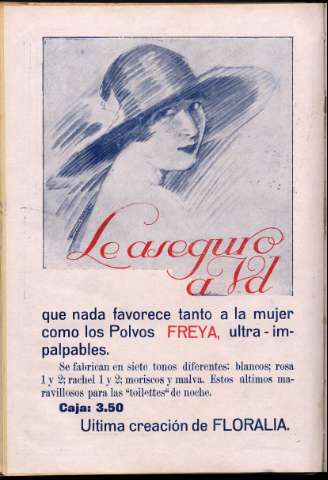 Le aseguro
a Vd
que nada favorece tanto a la mujer
como los Polvos FREYA, ultra-im-
palpables.
Se fabrican en siete tonos diferentes: blancos; rosa
1 y 2; rachel 1 y 2; moriscos y malva. Estos últimos ma-
ravillosos para las "toilettes" de noche.
Caja: 3.50
Ultima creación de FLORALIA.